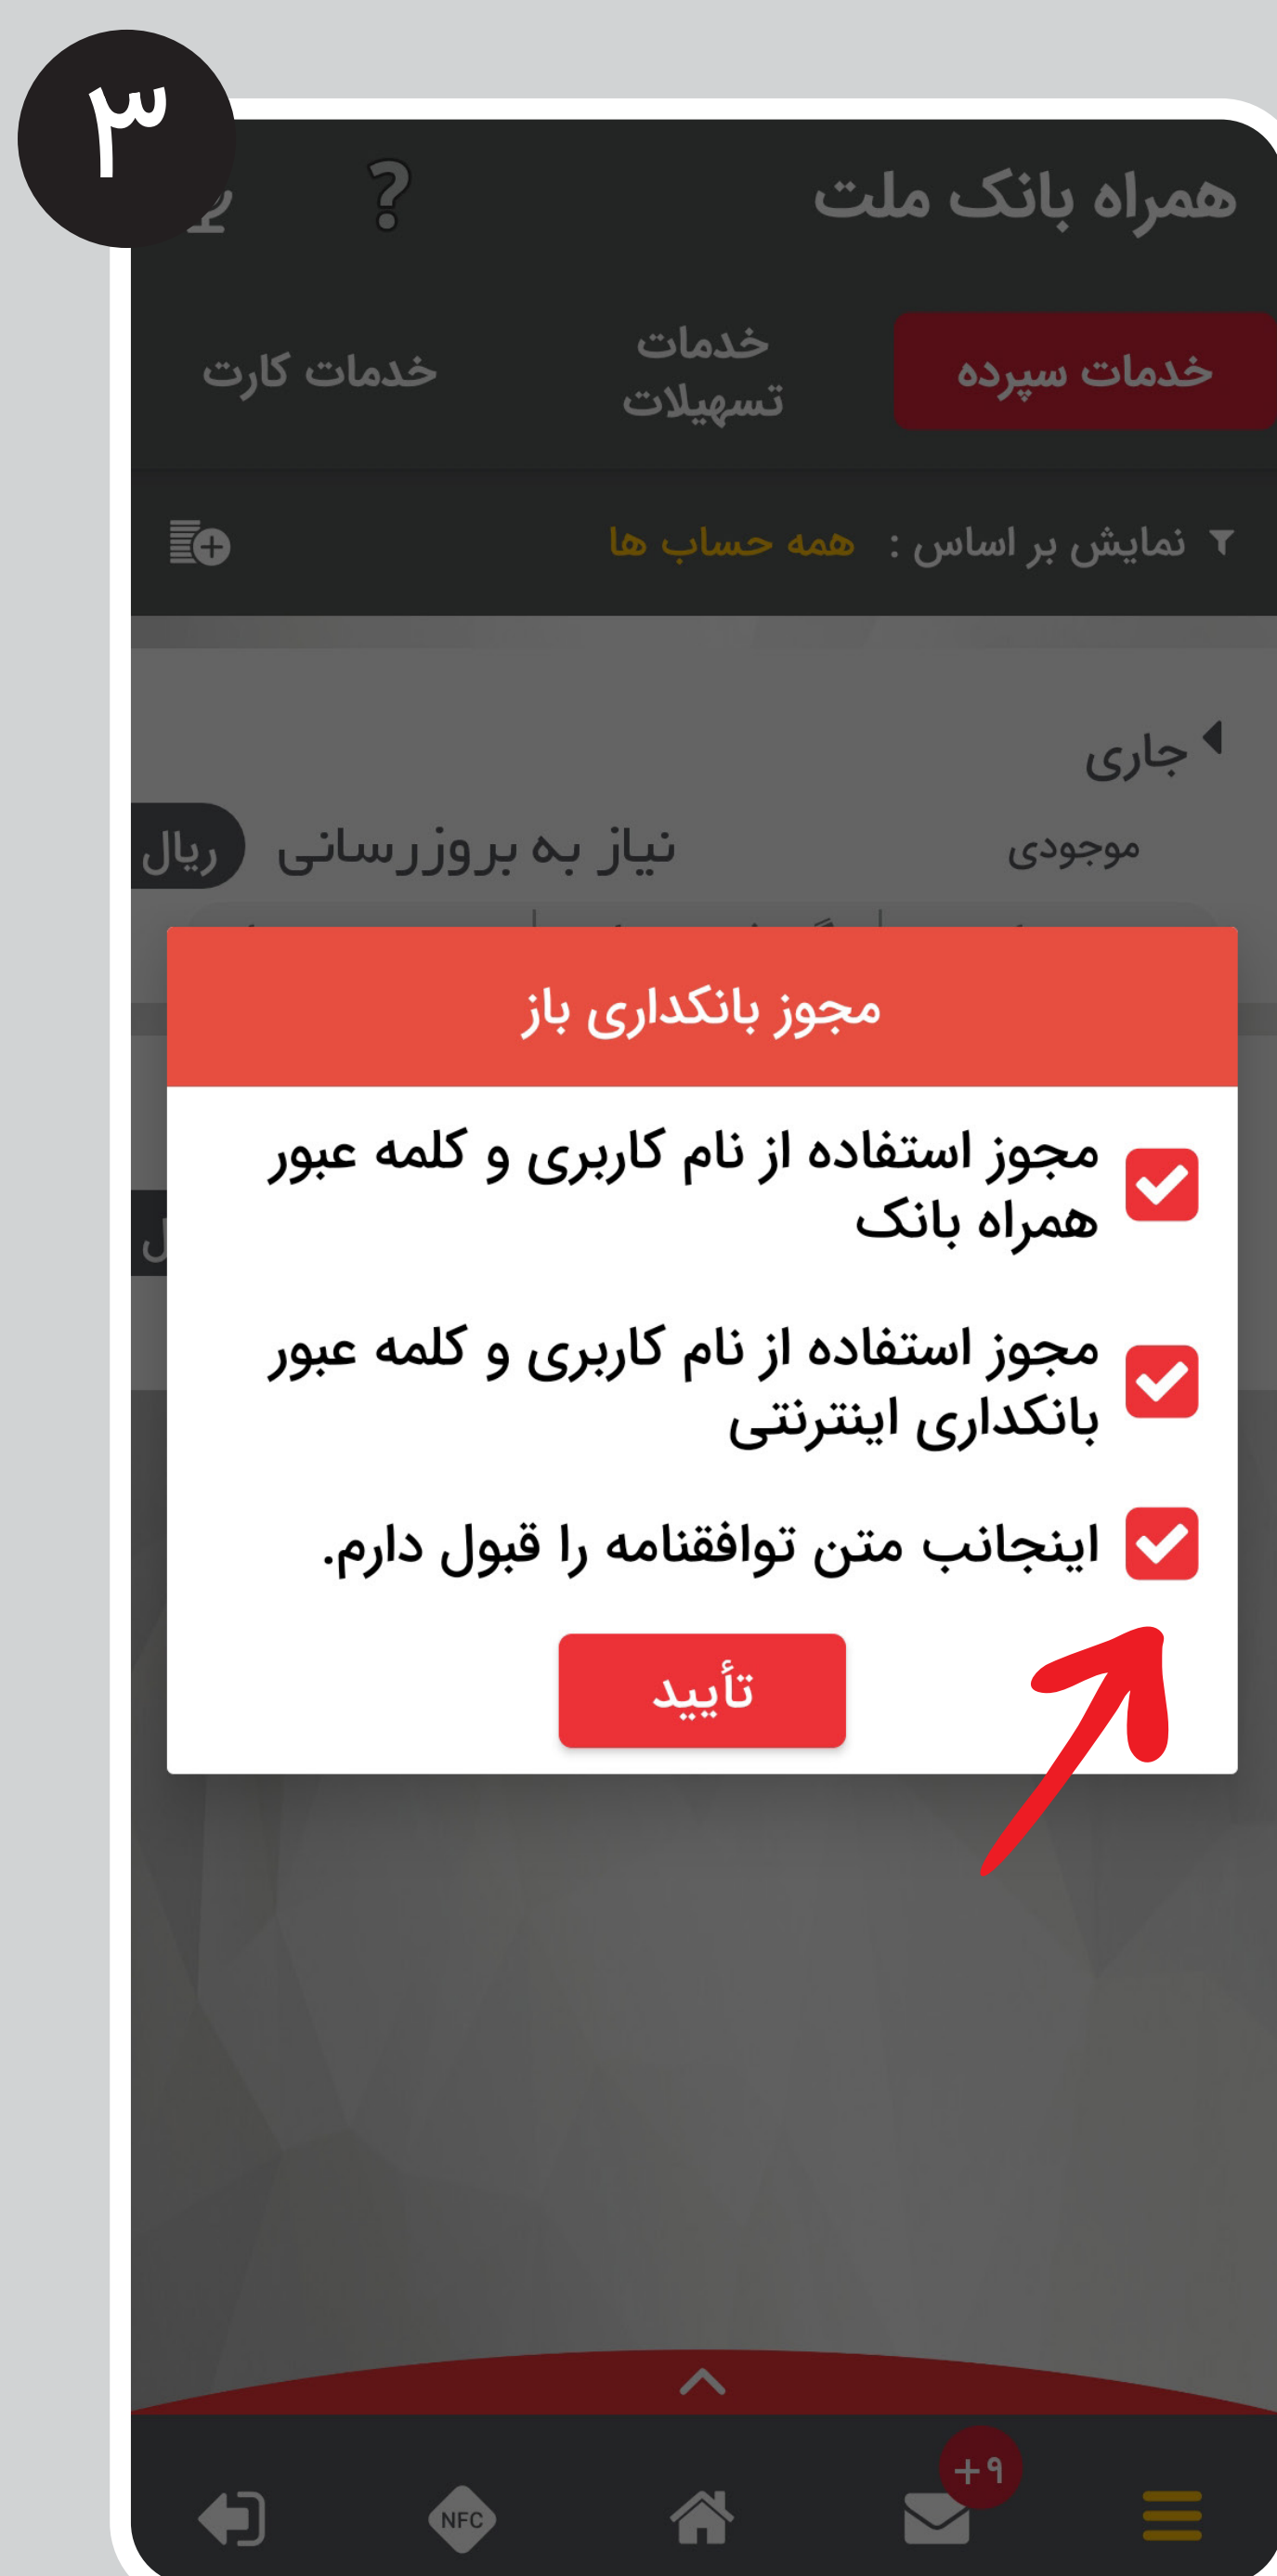 ۳
همراه بانک ملت
?
خدمات سپرده
خدمات
تسهیلات
خدمات کارت
نمایش بر اساس : همه حساب ها
جاری
موجودی
نیاز به بروزرسانی
ریال
مجوز بانکداری باز
مجوز استفاده از نام کاربری و کلمه عبور
همراه بانک
مجوز استفاده از نام کاربری و کلمه عبور
بانکداری اینترنتی
اینجانب متن توافقنامه را قبول دارم.
تأیید
+۹
NFC